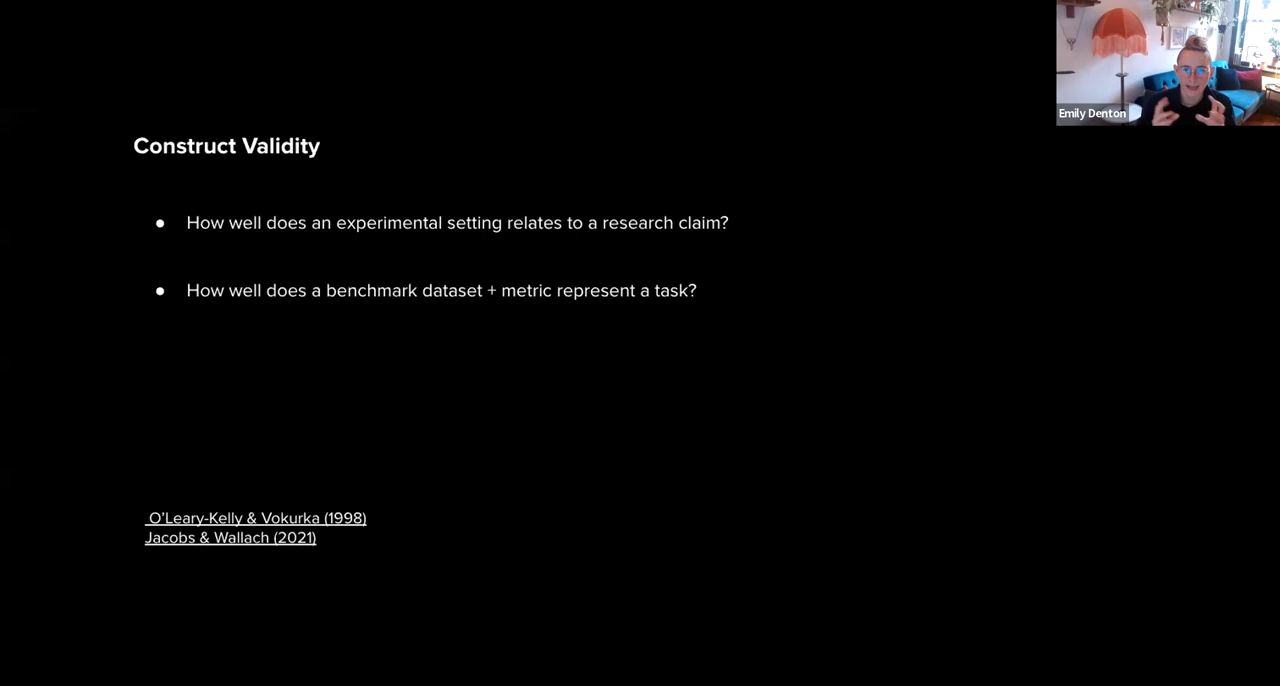 Emily Denton
Construct Validity
● How well does an experimental setting relates to a research claim?
● How well does a benchmark dataset + metric represent a task?
O'Leary-Kelly & Vokurka (1998)
Jacobs & Wallach (2021)